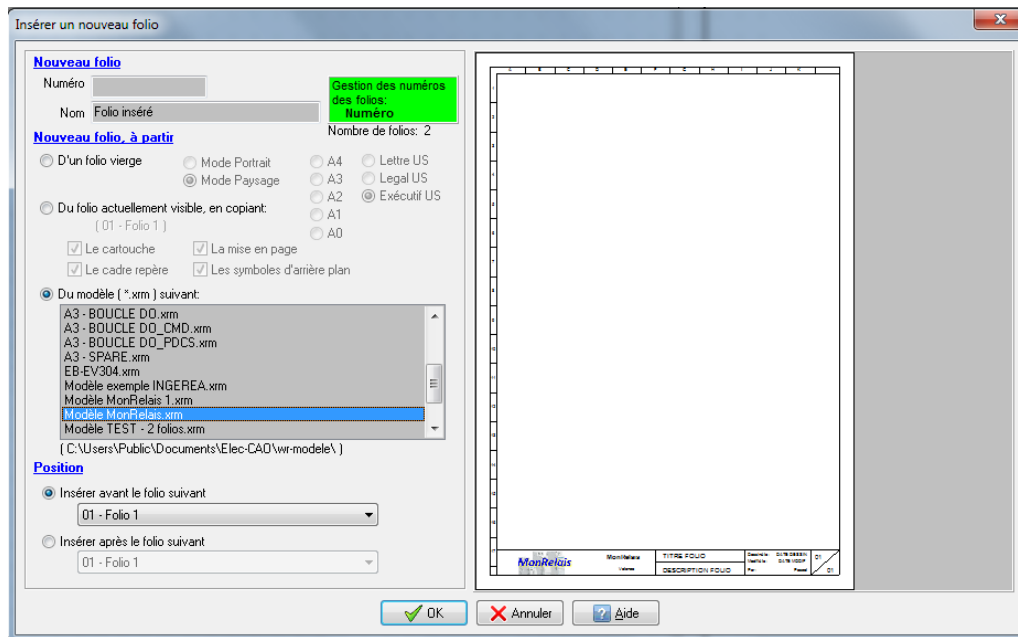 Insérer un nouveau folio
Nouveau folio
Numéro
Nom Folio inséré
Gestion des numéros
des folios:
Numéro
Nombre de folios: 2
Nouveau folio, à partir
D'un folio vierge
Mode Portrait
Mode Paysage
A4
A3
A2
A1
A0
Lettre US
Legal US
Exécutif US
Du folio actuellement visible, en copiant:
( 01 - Folio 1 )
Le cartouche
La mise en page
Le cadre repère
Les symboles d'arrière plan
Du modèle ( *.xrm ) suivant:
A3 - BOUCLE DO.xrm
A3 - BOUCLE DO_CMD.xrm
A3 - BOUCLE DO_PDCS.xrm
A3 - SPARE.xrm
EB-EV304.xrm
Modèle exemple INGEREA.xrm
Modèle MonRelais 1.xrm
Modèle MonRelais.xrm
Modèle TEST - 2 folios.xrm
( C:\Users\Public\Documents\Elec-CAO\wr-modele\ )
Position
Insérer avant le folio suivant
01 - Folio 1
Insérer après le folio suivant
01 - Folio 1
MonRelais
MonRelais
TITRE FOLIO
DESCRIPTION FOLIO
DATE DESSIN
DATE MODIF
01
01
OK
Annuler
Aide